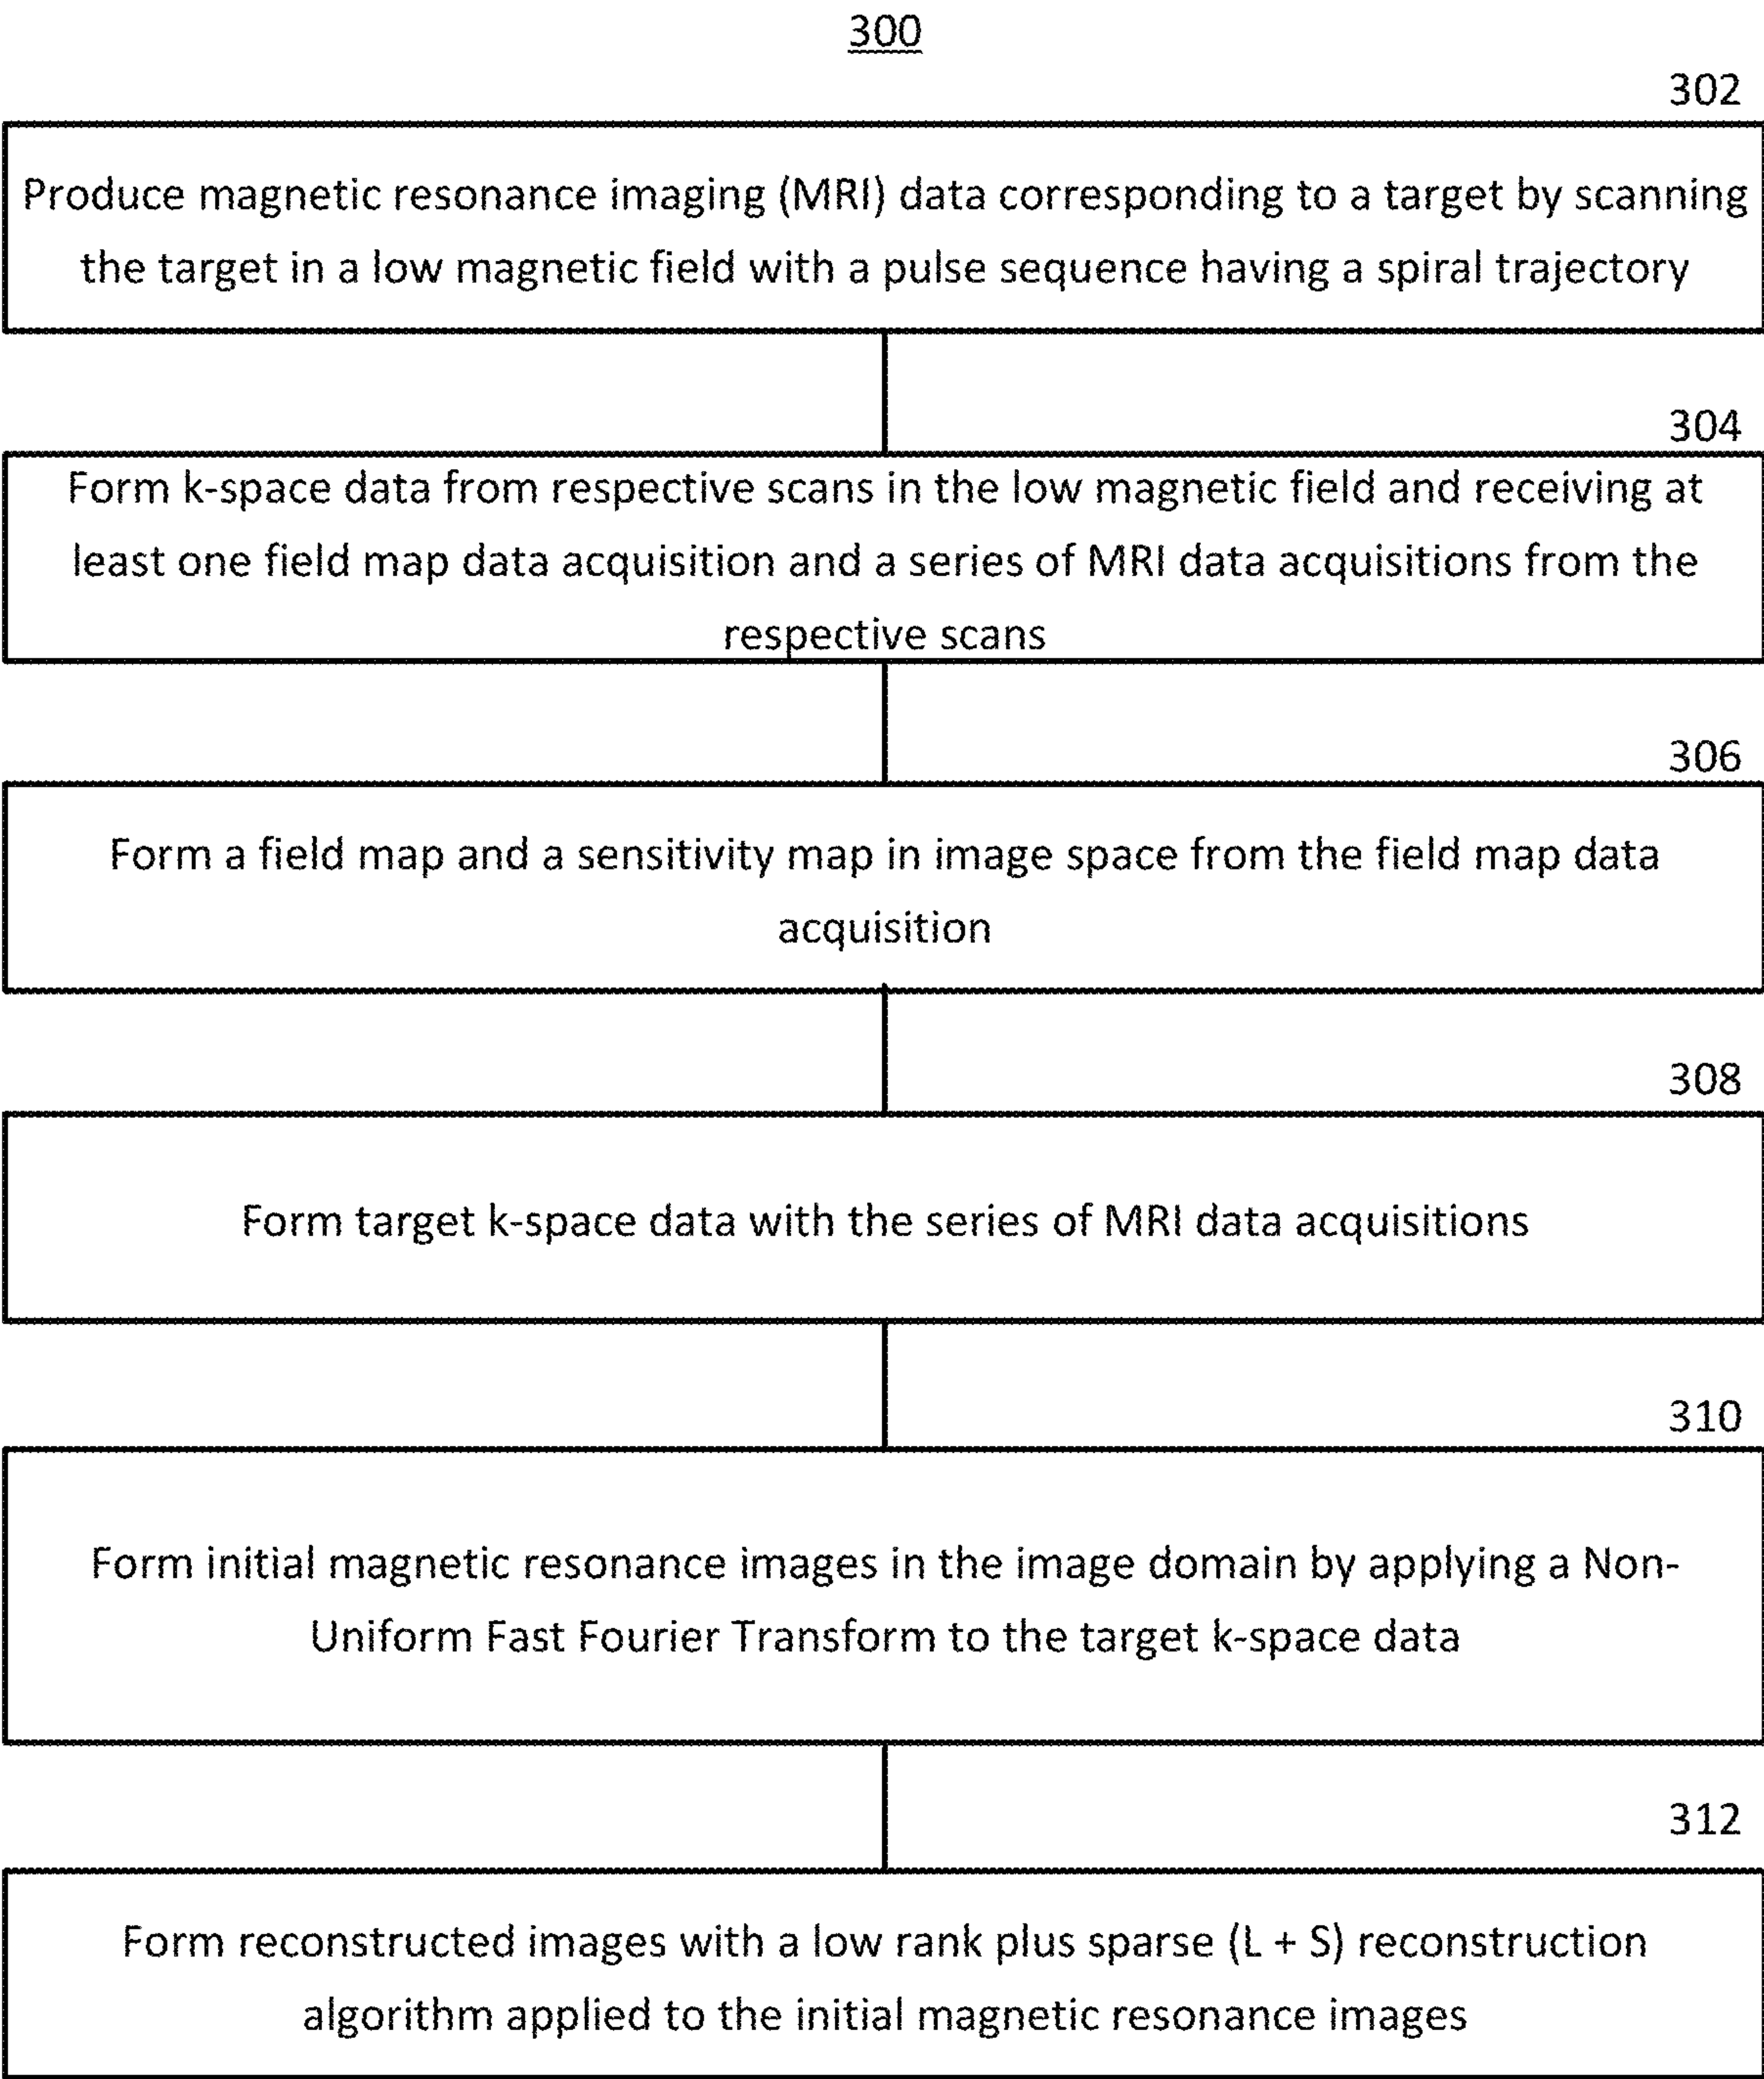 300
302
Produce magnetic resonance imaging (MRI) data corresponding to a target by scanning
the target in a low magnetic field with a pulse sequence having a spiral trajectory
304
Form k-space data from respective scans in the low magnetic field and receiving at
least one field map data acquisition and a series of MRI data acquisitions from the
respective scans
306
Form a field map and a sensitivity map in image space from the field map data
acquisition
308
Form target k-space data with the series of MRI data acquisitions
310
Form initial magnetic resonance images in the image domain by applying a Non-
Uniform Fast Fourier Transform to the target k-space data
312
Form reconstructed images with a low rank plus sparse (L + S) reconstruction
algorithm applied to the initial magnetic resonance images